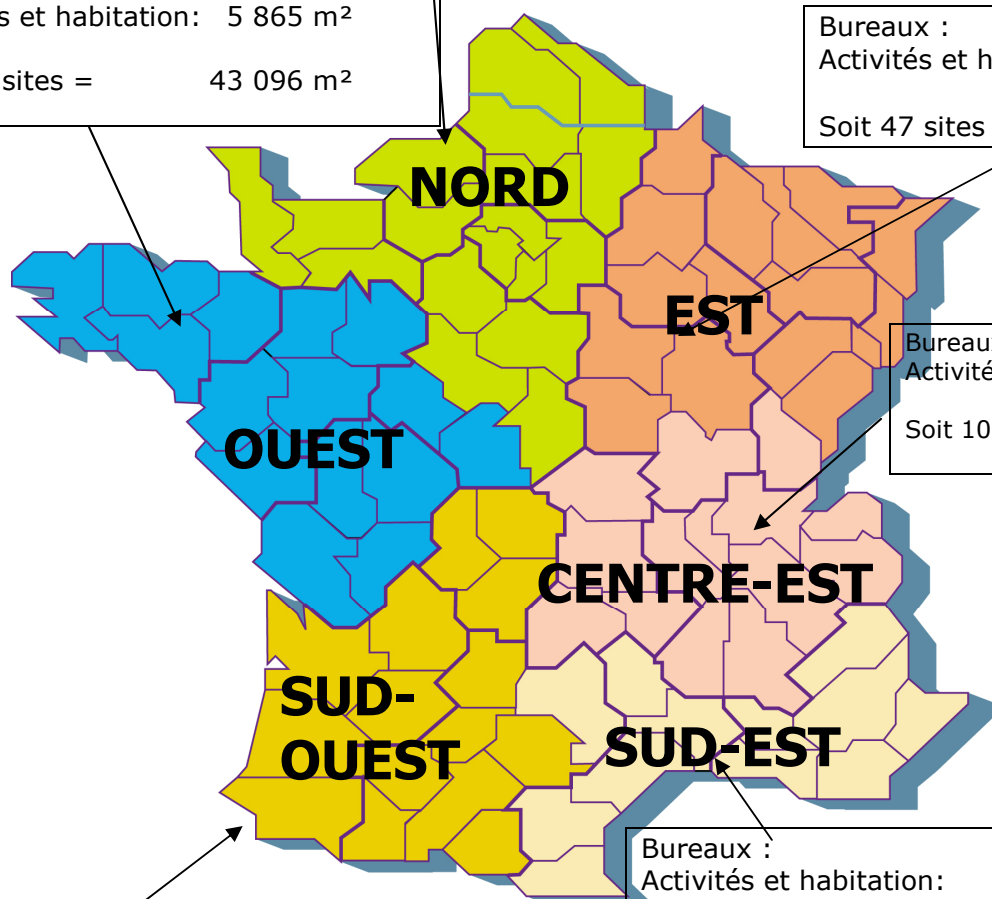 s et habitation: 5 865 m²
sites = 43 096 m²
Bureaux :
Activités et h
Soit 47 sites
NORD
EST
Bureau
Activité
Soit 10
OUEST
CENTRE-EST
SUD-
OUEST
SUD-EST
Bureaux :
Activités et habitation: